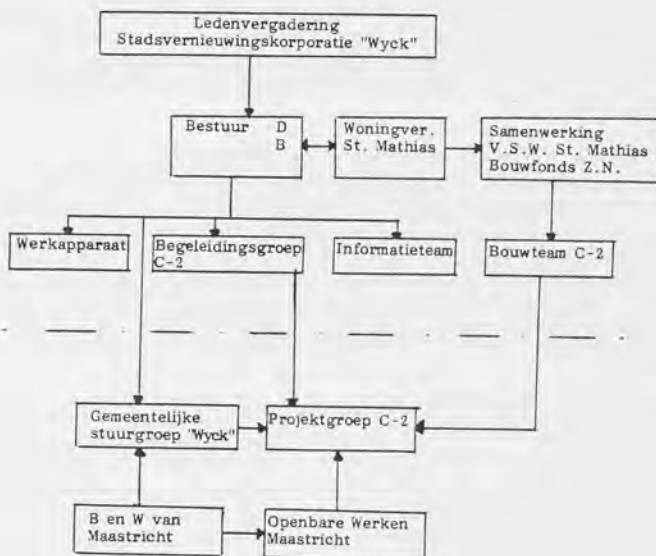 Ledenvergadering
Stadsvernieuwingskorporatie "Wyck"
Bestuur D
B
Woningver.
St. Mathias
Samenwerking
V.S.W. St. Mathias
Bouwfonds Z.N.
Werkapparaat
Begeleidingsgroep
C-2
Informatieteam
Bouwteam C-2
Gemeentelijke
stuurgroep "Wyck"
Projektgroep C-2
B en W van
Maastricht
Openbare Werken
Maastricht